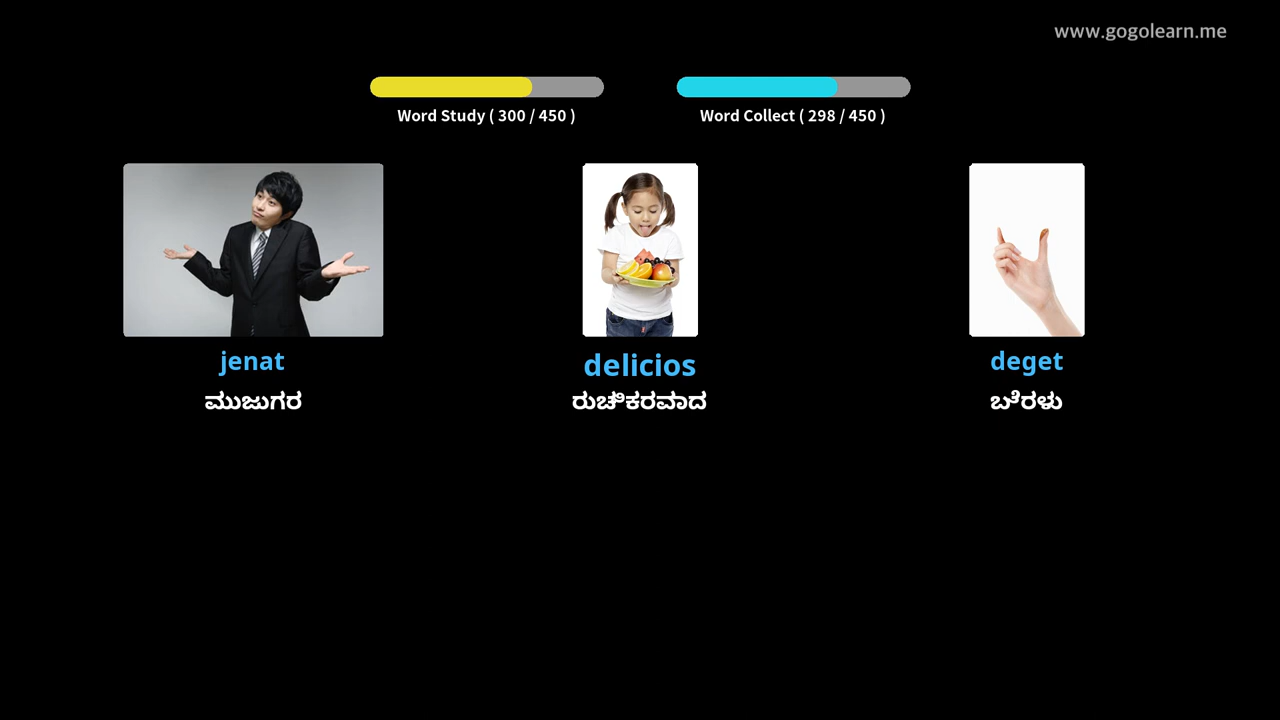 www.gogolearn.me
Word Study ( 300 / 450 )
Word Collect ( 298 / 450 )
jenat
delicios
deget
ಮುಜುಗರ
ರುಚಿಕರವಾದ
ಬೆರಳು